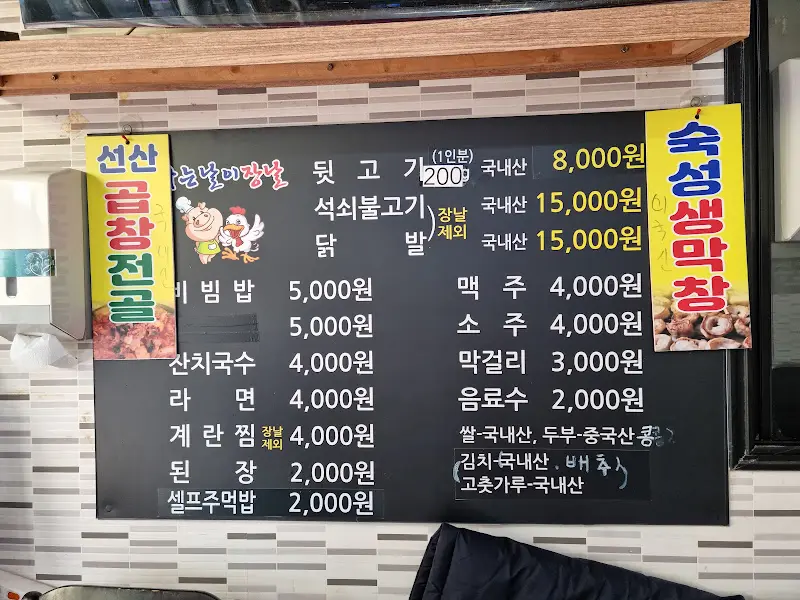 선산
곱창전골
국내산
는날이장날
뒷고기 (1인분) 200g 국내산 8,000원
석쇠불고기 국내산 15,000원
장날
제외
닭발 국내산 15,000원
비빔밥 5,000원
5,000원
잔치국수 4,000원
라면 4,000원
계란찜 장날 제외 4,000원
된장 2,000원
셀프주먹밥 2,000원
맥주 4,000원
소주 4,000원
막걸리 3,000원
음료수 2,000원
쌀-국내산, 두부-중국산 콩
김치-국내산 . 배추
고춧가루-국내산
숙성생막창
외국산